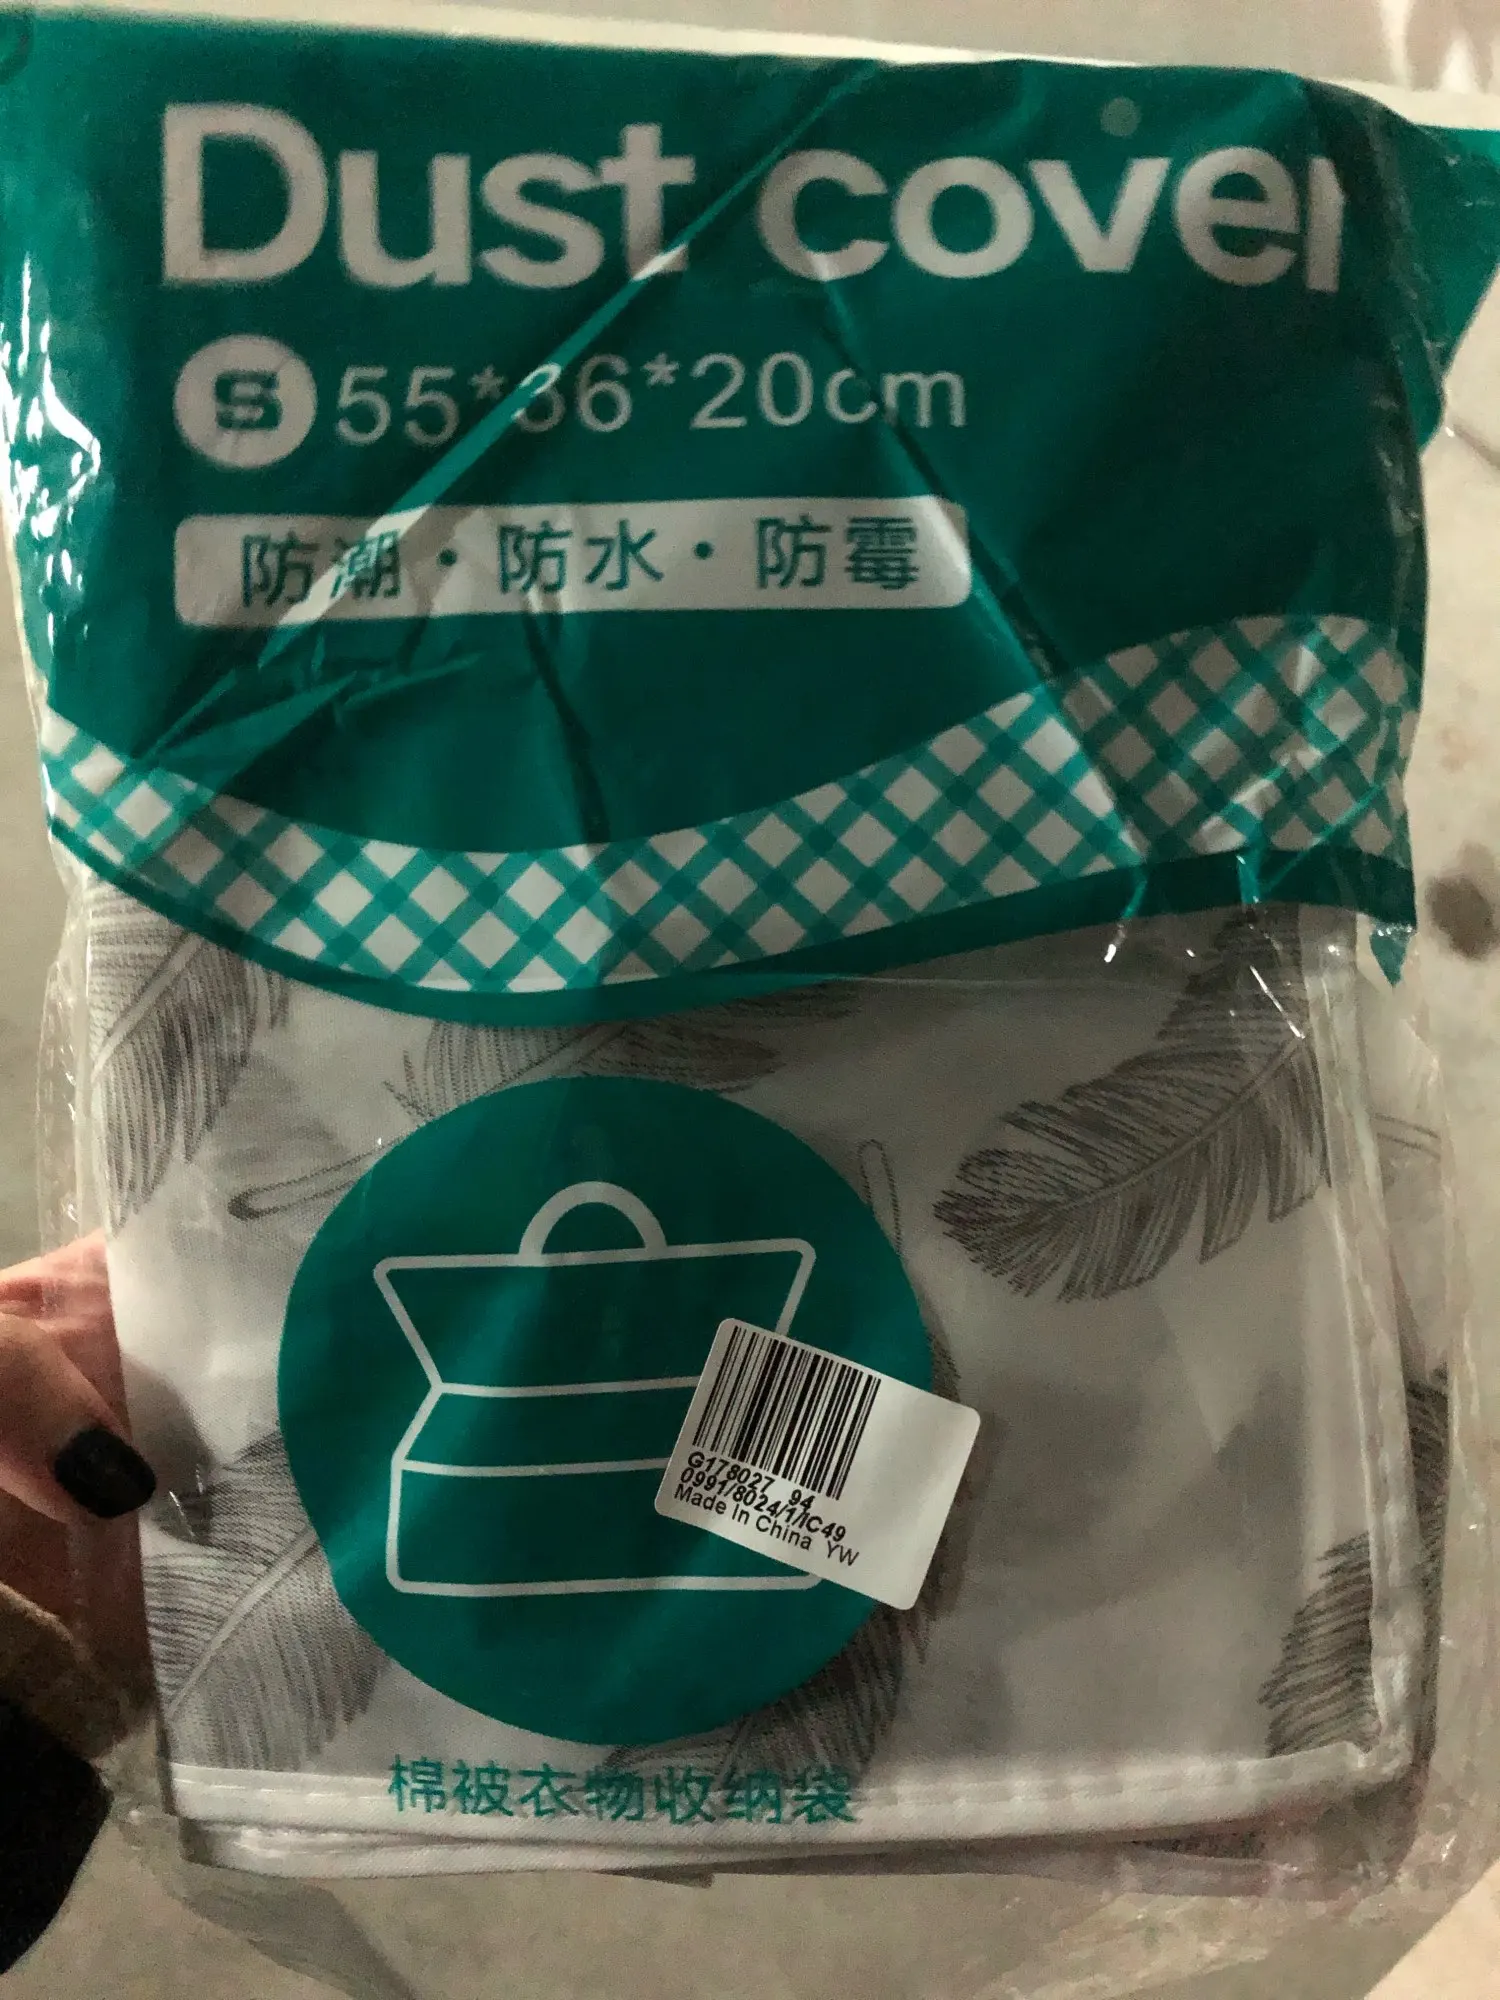 Dust cover
S 55*36*20cm
防潮·防水·防霉
G178027 94
0991/8024/1/IC49
Made In China YW
棉被衣物收纳袋